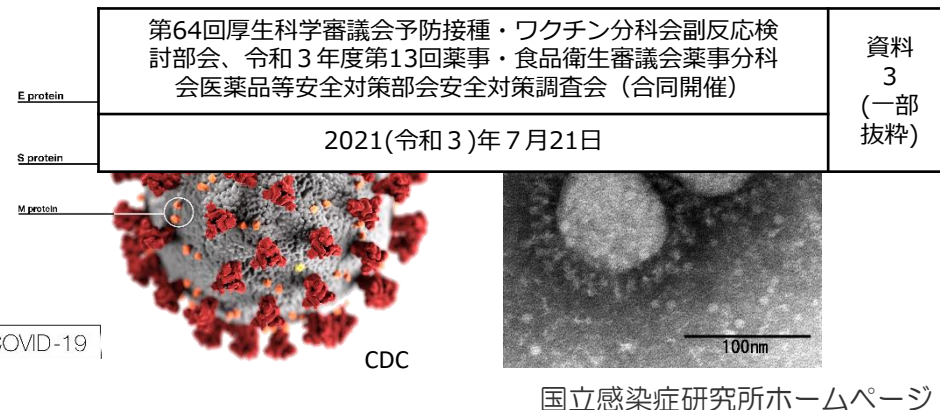 第64回厚生科学審議会予防接種・ワクチン分科会副反応検
討部会、令和３年度第13回薬事・食品衛生審議会薬事分科
会医薬品等安全対策部会安全対策調査会（合同開催）
2021(令和３)年７月21日
資料
3
(一部
抜粋)
E protein
S protein
M protein
COVID-19
CDC
100nm
国立感染症研究所ホームページ